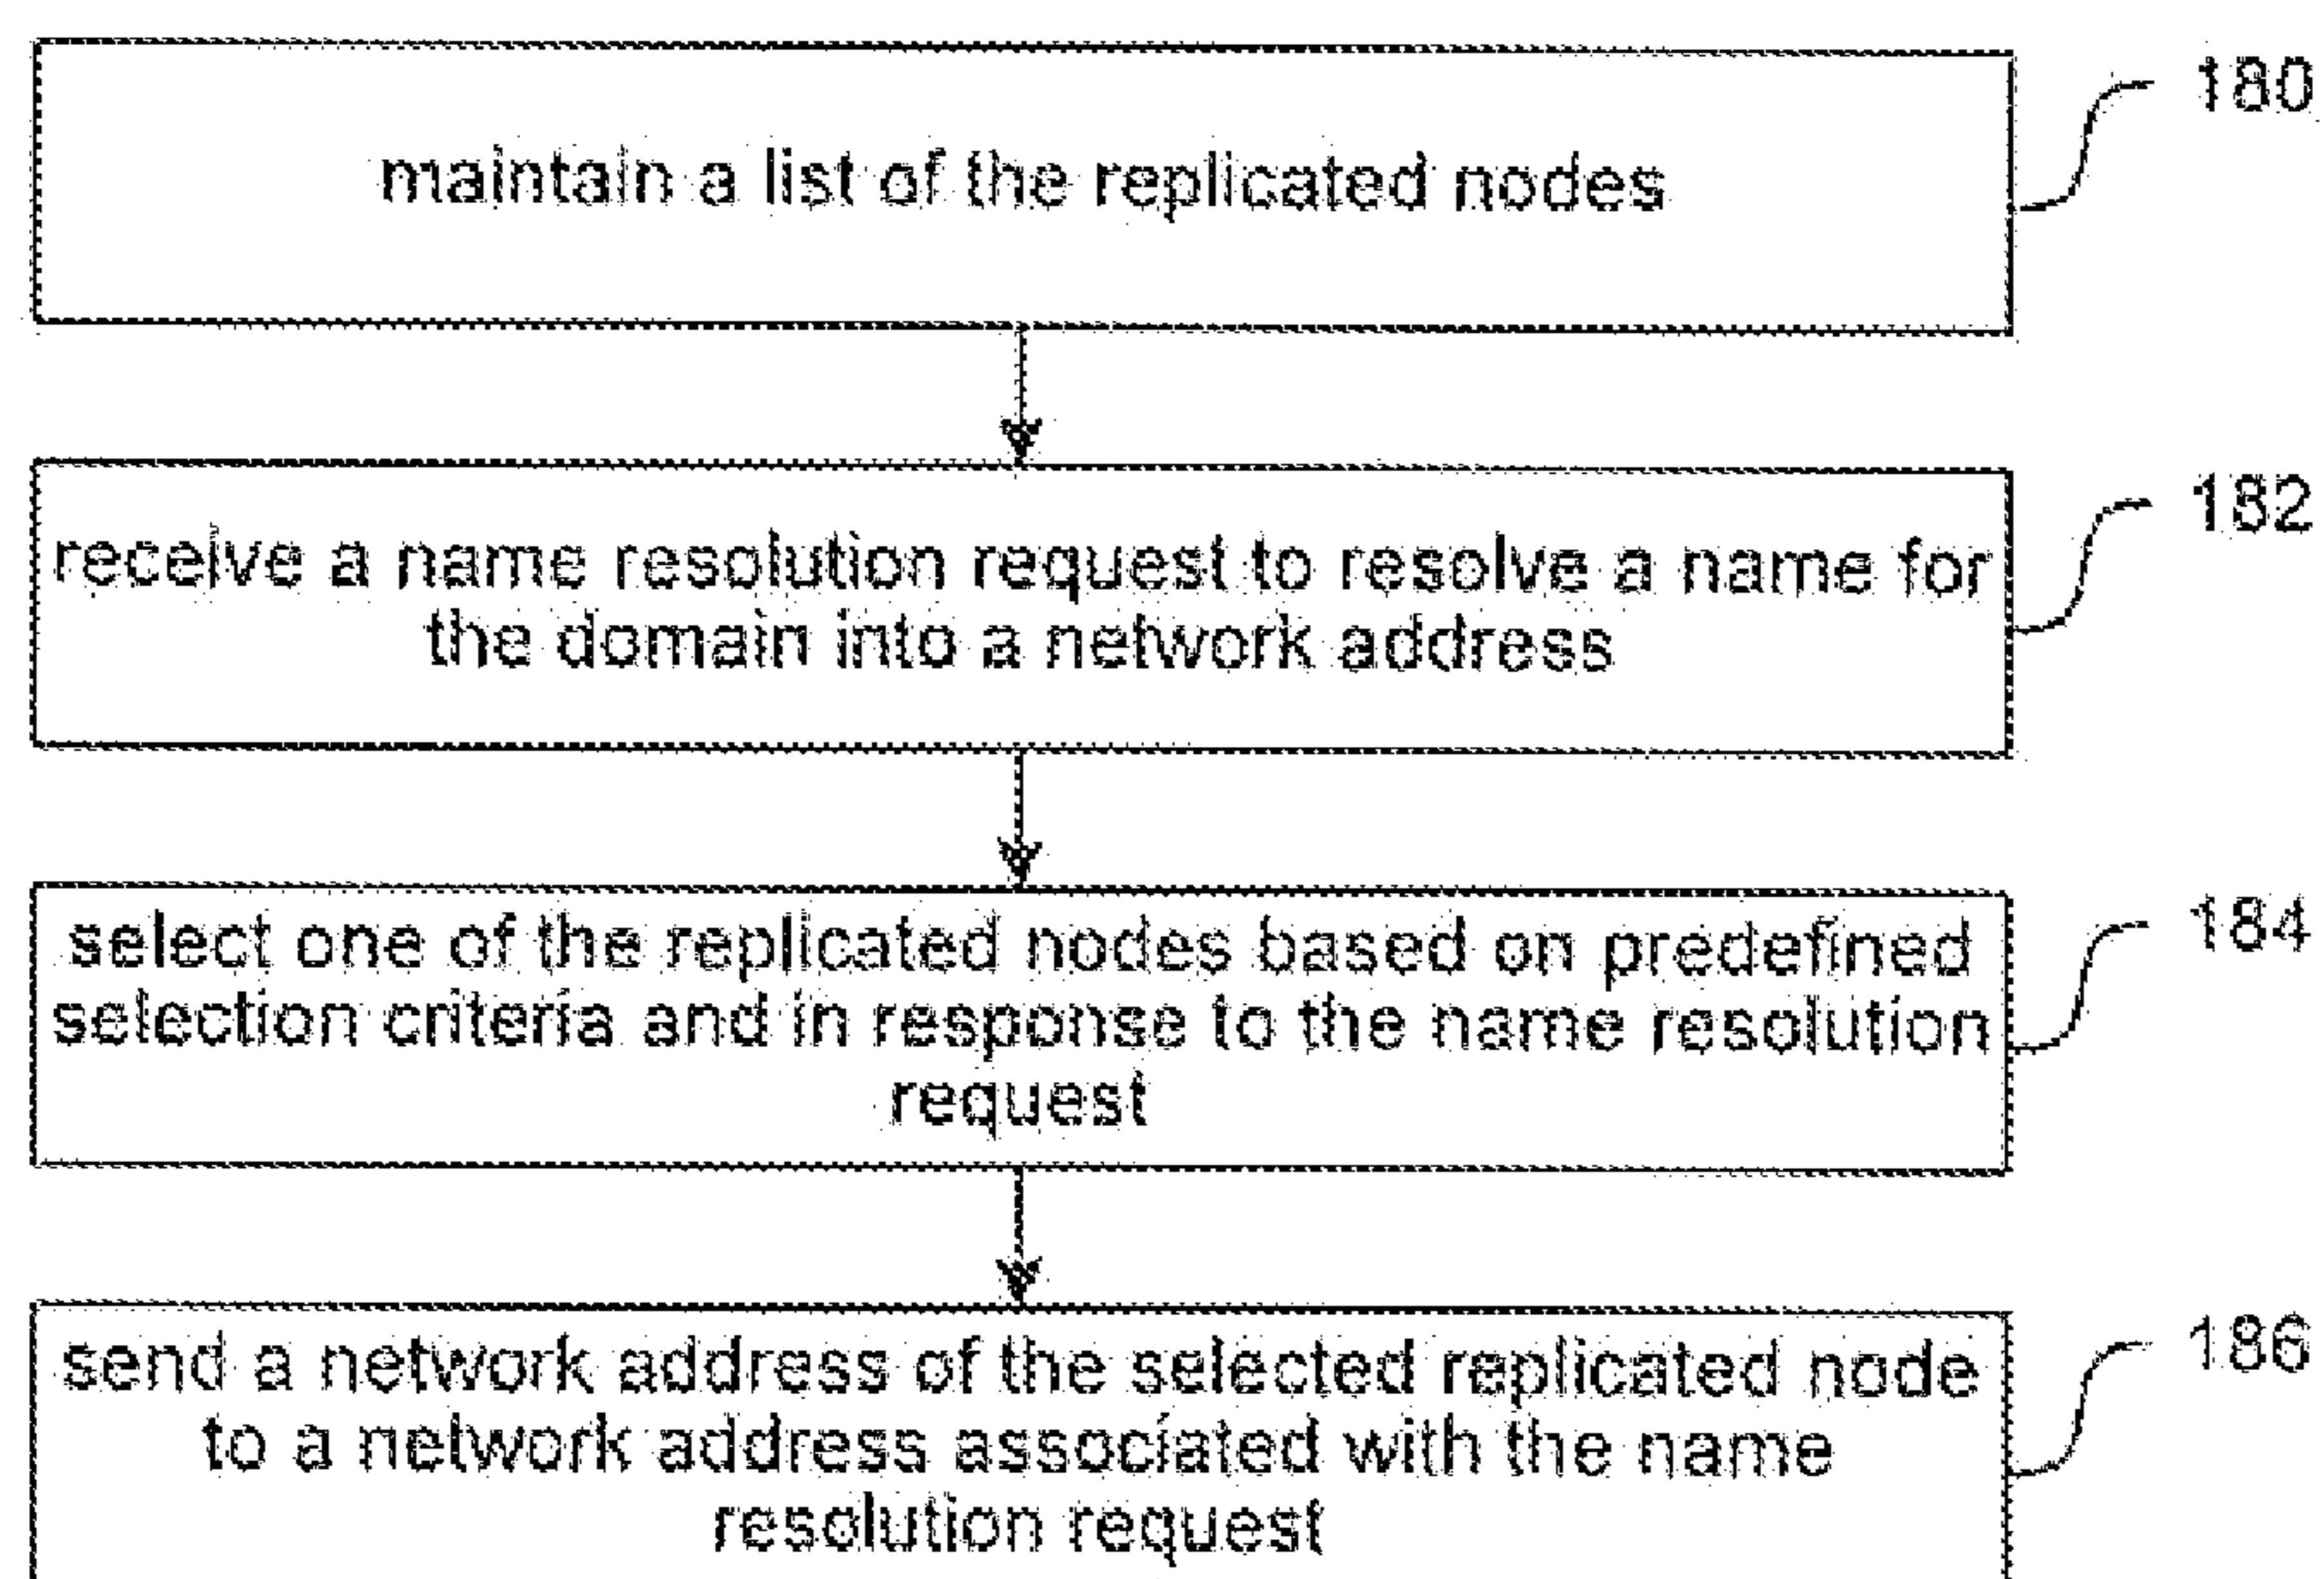 maintain a list of the replicated nodes
180
receive a name resolution request to resolve a name for
the domain into a network address
182
select one of the replicated nodes based on predefined
selection criteria and in response to the name resolution
request
184
send a network address of the selected replicated node
to a network address associated with the name
resolution request
186